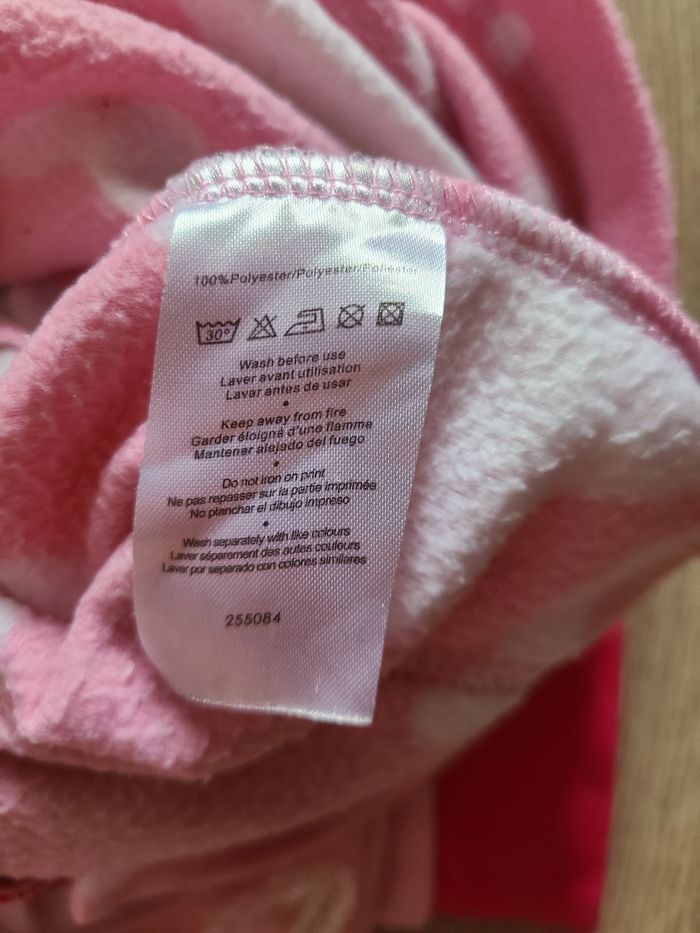 100%Polyester/Polyester/Poliéster
30°
Wash before use
Laver avant utilisation
Lavar antes de usar
•
Keep away from fire
Garder éloigné d'une flamme
Mantener alejado del fuego
•
Do not iron on print
Ne pas repasser sur la partie imprimée
No planchar el dibujo impreso
•
Wash separately with like colours
Laver séparement des autres couleurs
Lavar por separado con colores similares
255084